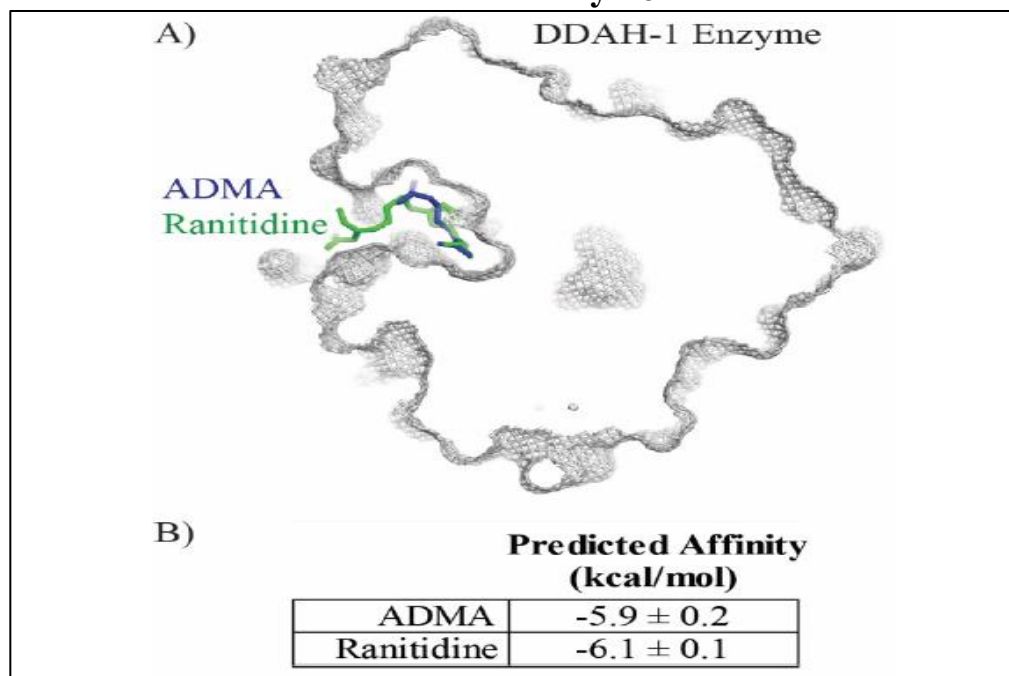 A)
DDAH-1 Enzyme
ADMA
Ranitidine
B)
Predicted Affinity
(kcal/mol)
ADMA -5.9 ± 0.2
Ranitidine -6.1 ± 0.1